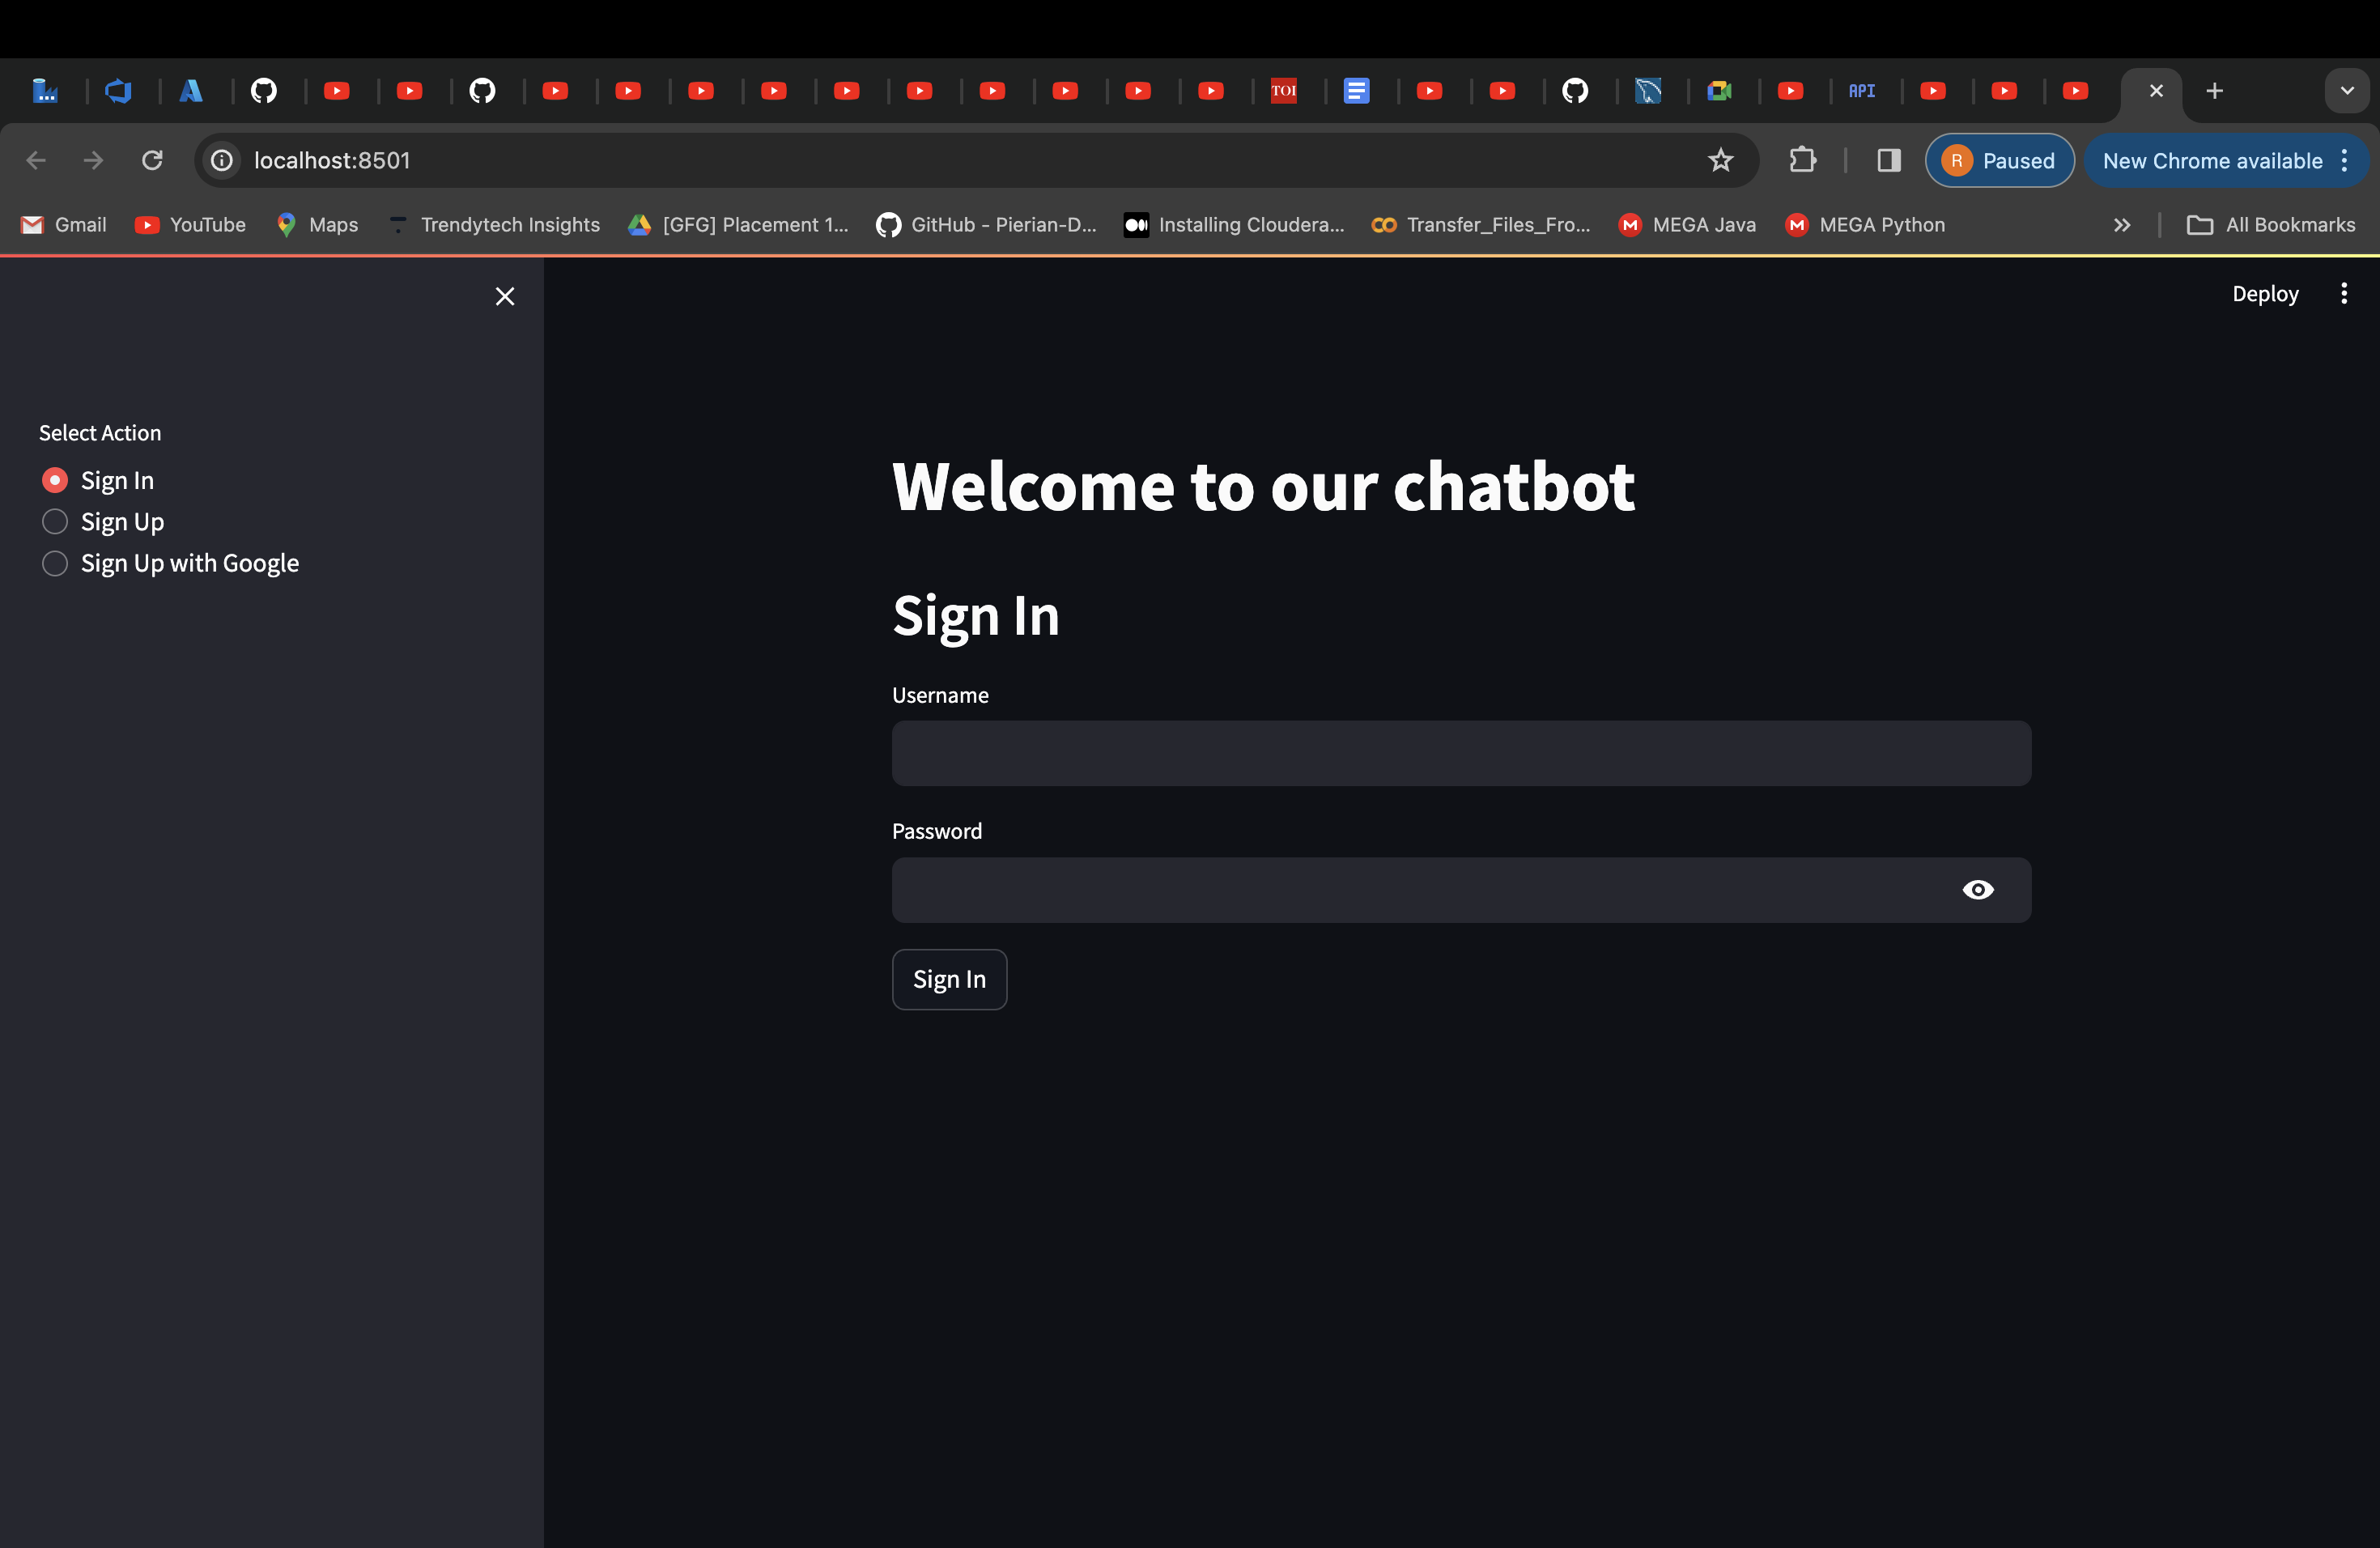 TOI
API
localhost:8501
R Paused
New Chrome available
Gmail YouTube Maps Trendytech Insights [GFG] Placement 1... GitHub - Pierian-D... Installing Cloudera... Transfer_Files_Fro... MEGA Java MEGA Python All Bookmarks
Deploy
Select Action
Sign In
Sign Up
Sign Up with Google
Welcome to our chatbot
Sign In
Username
Password
Sign In